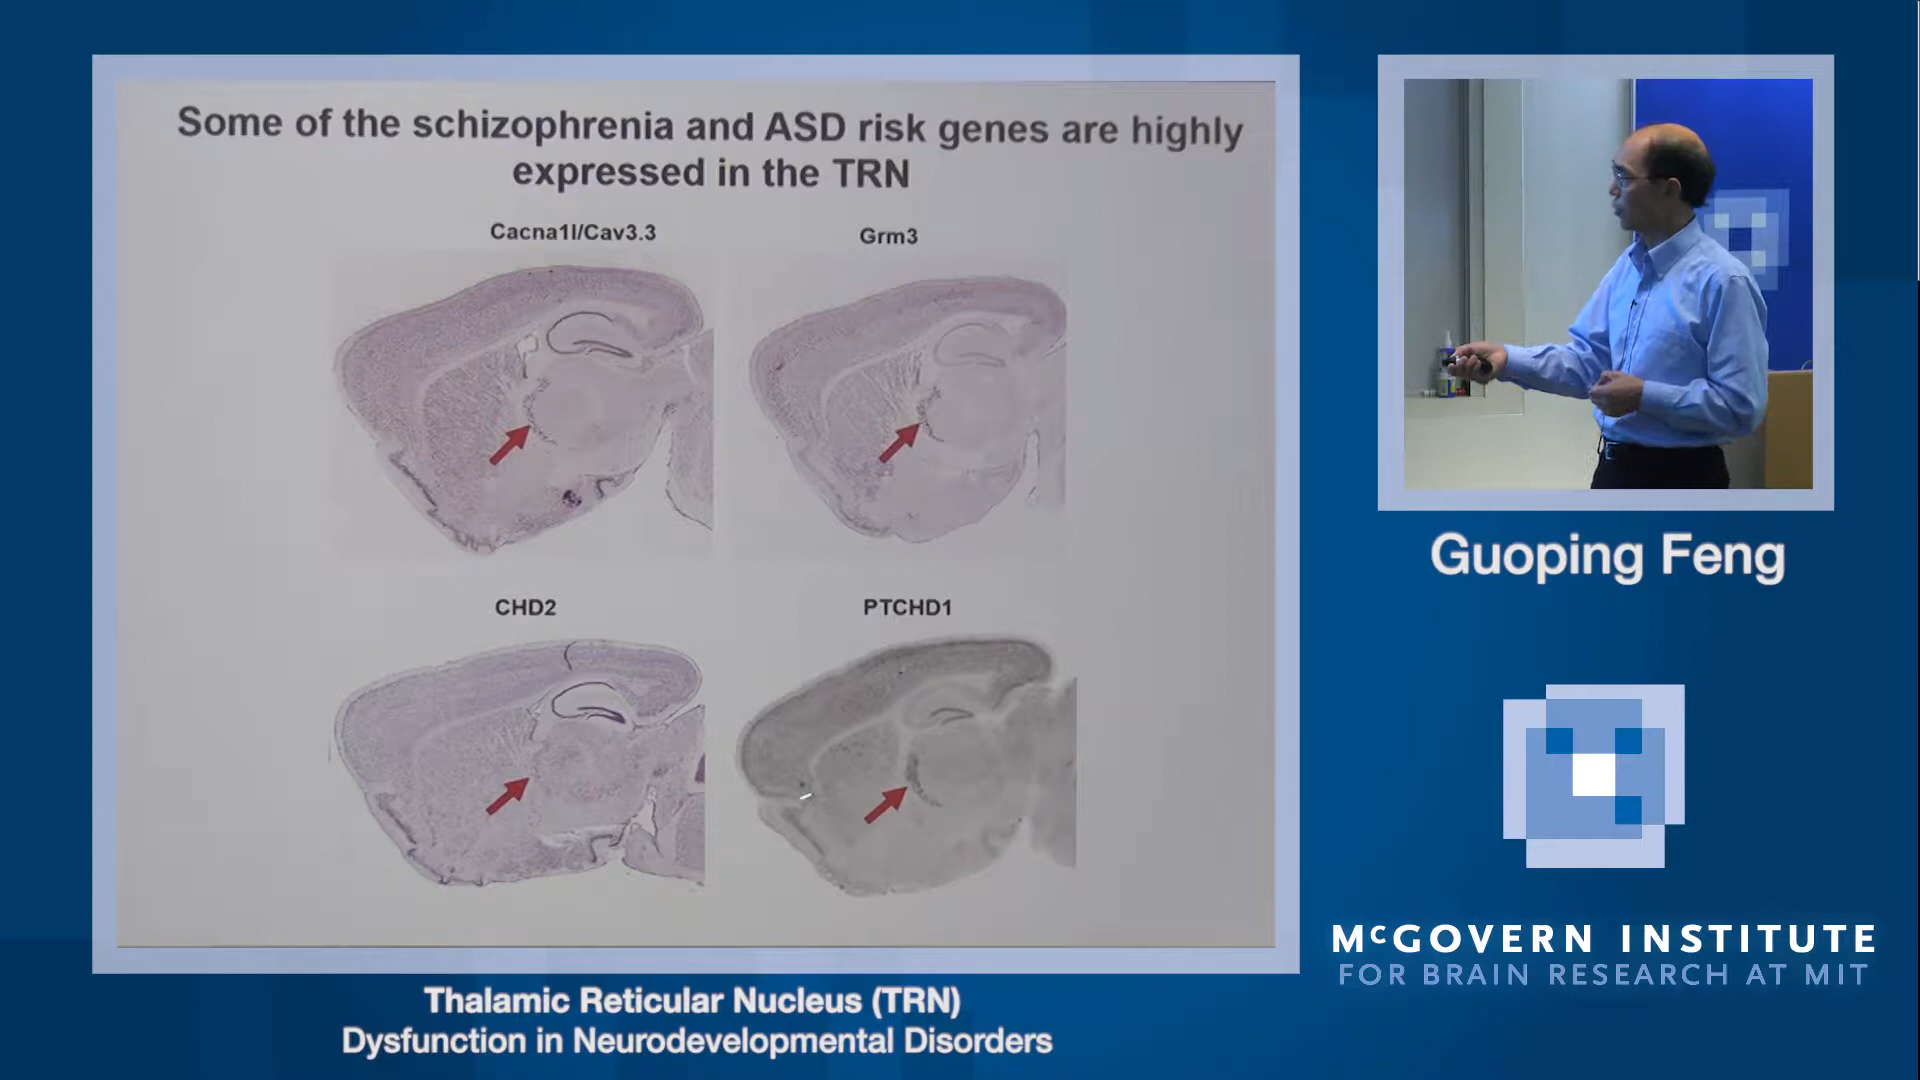 Some of the schizophrenia and ASD risk genes are highly
expressed in the TRN
Cacna1I/Cav3.3
Grm3
CHD2
PTCHD1
Guoping Feng
McGOVERN INSTITUTE
FOR BRAIN RESEARCH AT MIT
Thalamic Reticular Nucleus (TRN)
Dysfunction in Neurodevelopmental Disorders